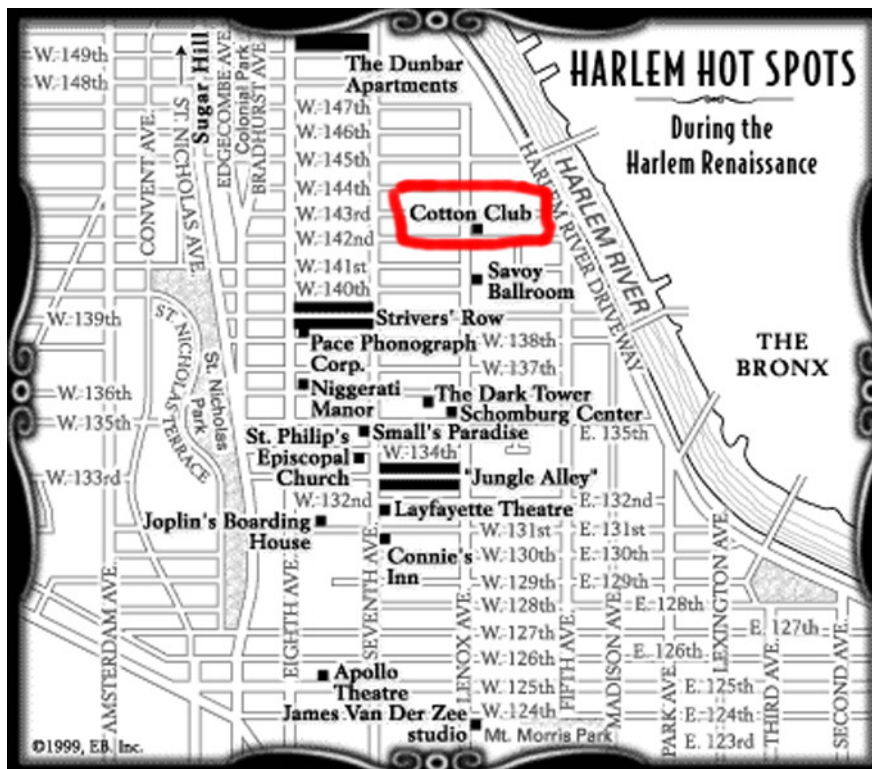 HARLEM HOT SPOTS
During the
Harlem Renaissance
W. 149th
W. 148th
Sugar Hill
ST. NICHOLAS AVE.
CONVENT AVE.
EDGECOMBE AVE.
Colonial Park
BRADHURST AVE.
The Dunbar
Apartments
W. 147th
W. 146th
W. 145th
W. 144th
W. 143rd
W. 142nd
W. 141st
W. 140th
Cotton Club
HARLEM RIVER
HARLEM RIVER DRIVEWAY
Savoy
Ballroom
THE
BRONX
W. 139th
Strivers' Row
W. 138th
W. 137th
Pace Phonograph
Corp.
ST. NICHOLAS TERRACE
St. Nicholas
Park
W. 136th
W. 135th
Niggerati
Manor
The Dark Tower
Schomburg Center
E. 135th
St. Philip's
Episcopal
Church
Small's Paradise
W. 134th
W. 133rd
"Jungle Alley"
W. 132nd
E. 132nd
Layfayette Theatre
Joplin's Boarding
House
W. 131st
E. 131st
Connie's
Inn
W. 130th
E. 130th
W. 129th
E. 129th
W. 128th
E. 128th
W. 127th
E. 127th
W. 126th
E. 126th
W. 125th
E. 125th
W. 124th
E. 124th
E. 123rd
Apollo
Theatre
James Van Der Zee
studio
Mt. Morris Park
AMSTERDAM AVE.
EIGHTH AVE.
SEVENTH AVE.
LENOX AVE.
FIFTH AVE.
MADISON AVE.
PARK AVE.
LEXINGTON AVE.
THIRD AVE.
SECOND AVE.
©1999, EB, Inc.